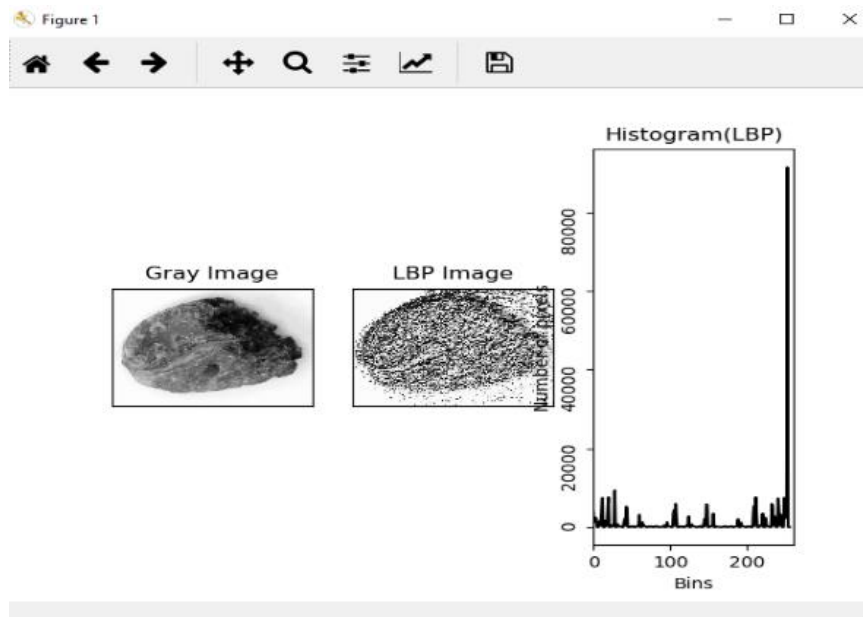 Figure 1
Histogram(LBP)
Gray Image
LBP Image
Number of pixels
80000
60000
40000
20000
0
0 100 200
Bins